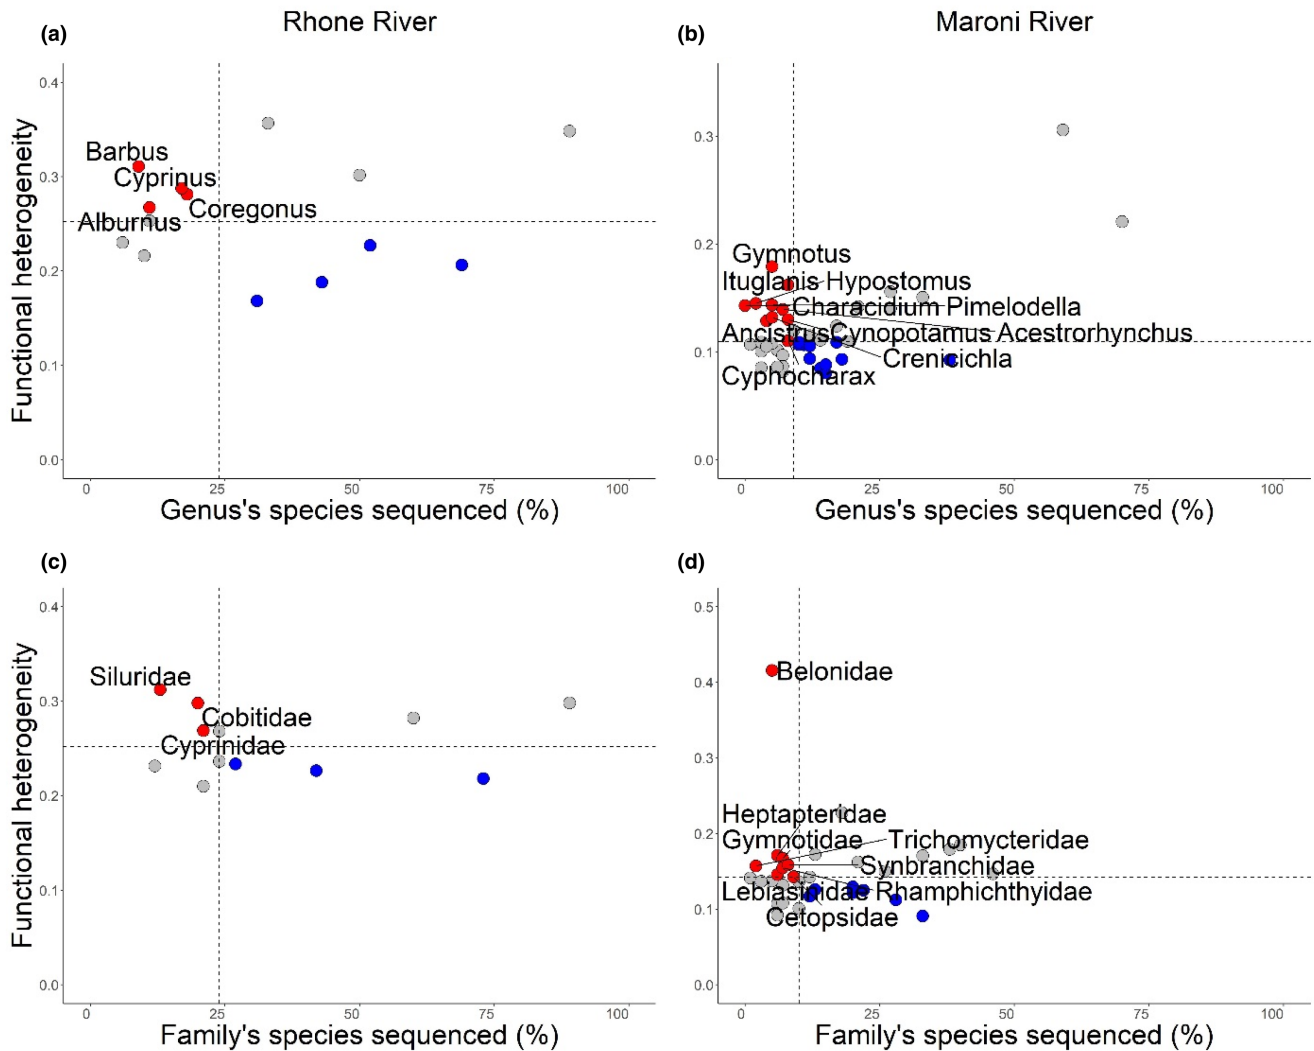 Rhone River
Maroni River
(a)
Functional heterogeneity
0.4
0.3
0.2
0.1
0.0
Barbus
Cyprinus
Coregonus
Alburnus
0 25 50 75 100
Genus's species sequenced (%)
(b)
0.3
0.2
0.1
0.0
Gymnotus
Ituglanis Hypostomus
Characidium Pimelodella
Ancistrus Cynopotamus Acestrorhynchus
Crenicichla
Cyphocharax
0 25 50 75 100
Genus's species sequenced (%)
(c)
Functional heterogeneity
0.4
0.3
0.2
0.1
0.0
Siluridae
Cobitidae
Cyprinidae
0 25 50 75 100
Family's species sequenced (%)
(d)
0.5
0.4
0.3
0.2
0.1
0.0
Belonidae
Heptapteridae
Gymnotidae Trichomycteridae
Synbranchidae
Lebiasinidae Rhamphichthyidae
Cetopsidae
0 25 50 75 100
Family's species sequenced (%)